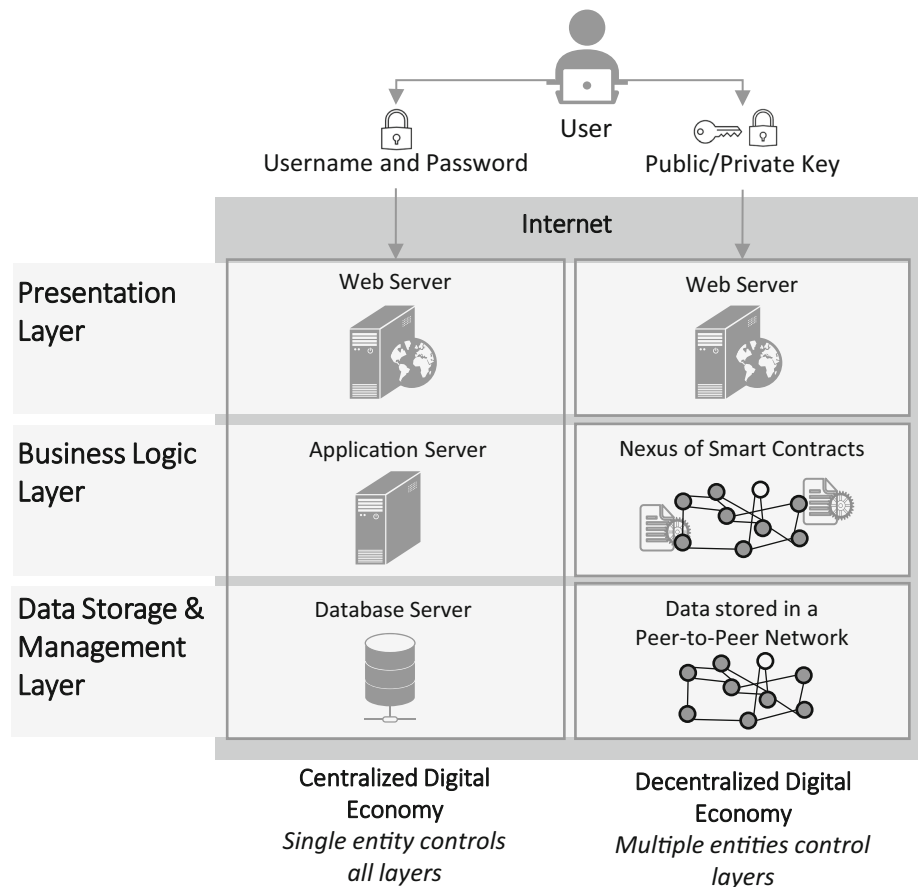 User
Username and Password
Public/Private Key
Internet
Presentation
Layer
Web Server
Web Server
Business Logic
Layer
Application Server
Nexus of Smart Contracts
Data Storage &
Management
Layer
Database Server
Data stored in a
Peer-to-Peer Network
Centralized Digital
Economy
Single entity controls
all layers
Decentralized Digital
Economy
Multiple entities control
layers